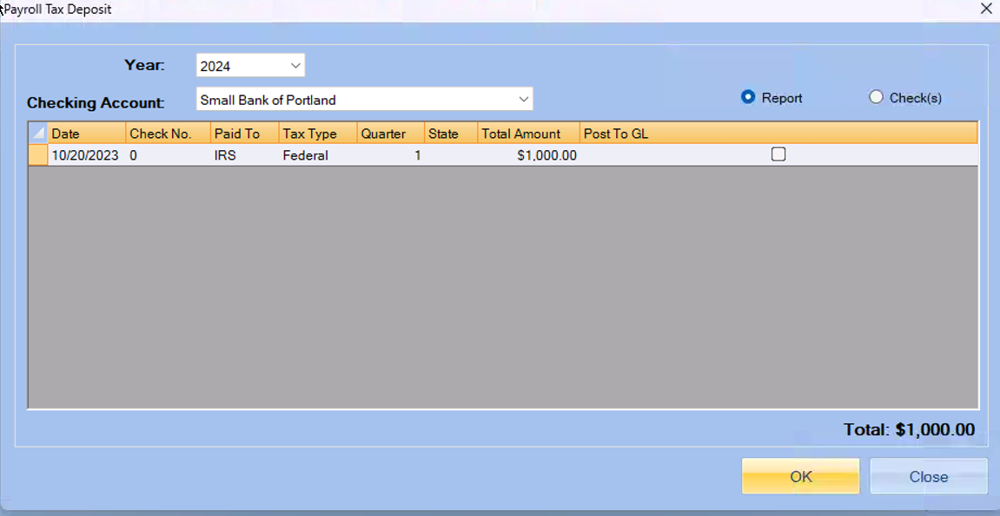 Payroll Tax Deposit
Year: 2024
Checking Account: Small Bank of Portland
Report Check(s)
Date Check No. Paid To Tax Type Quarter State Total Amount Post To GL
10/20/2023 0 IRS Federal 1 $1,000.00
Total: $1,000.00
OK Close